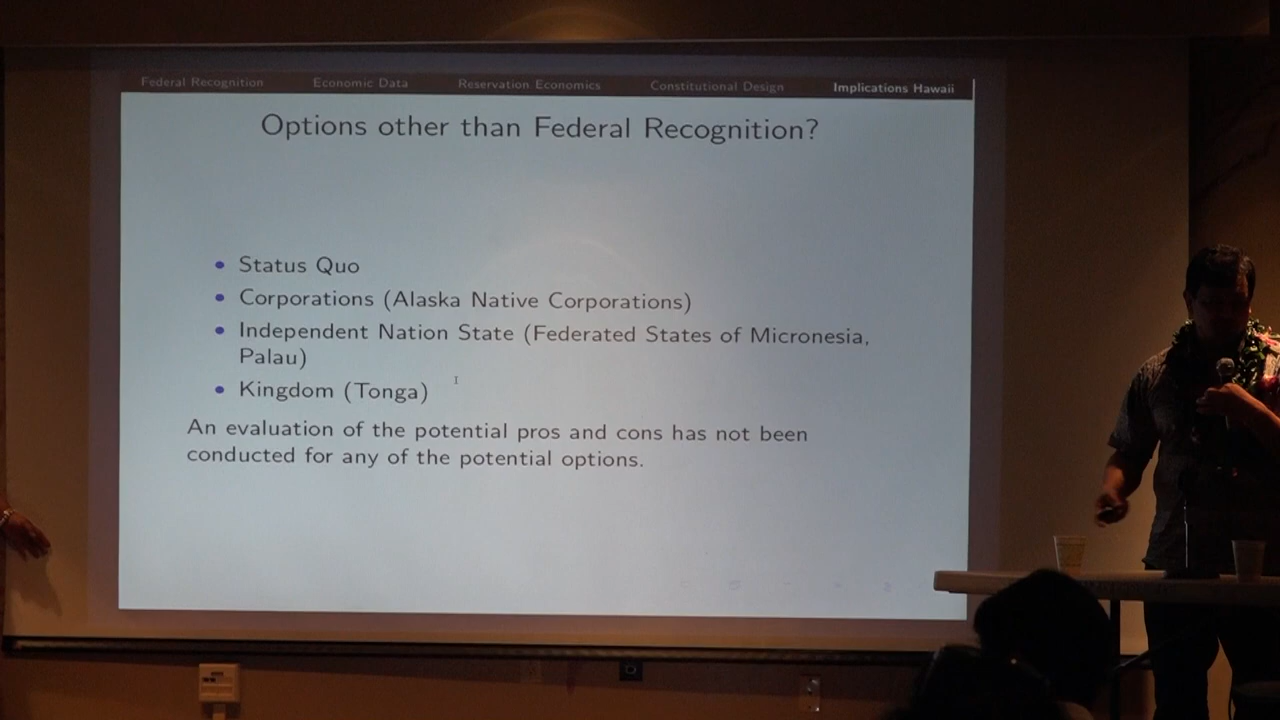 Federal Recognition Economic Data Reservation Economics Constitutional Design Implications Hawaii
Options other than Federal Recognition?
• Status Quo
• Corporations (Alaska Native Corporations)
• Independent Nation State (Federated States of Micronesia,
Palau)
• Kingdom (Tonga)
An evaluation of the potential pros and cons has not been
conducted for any of the potential options.